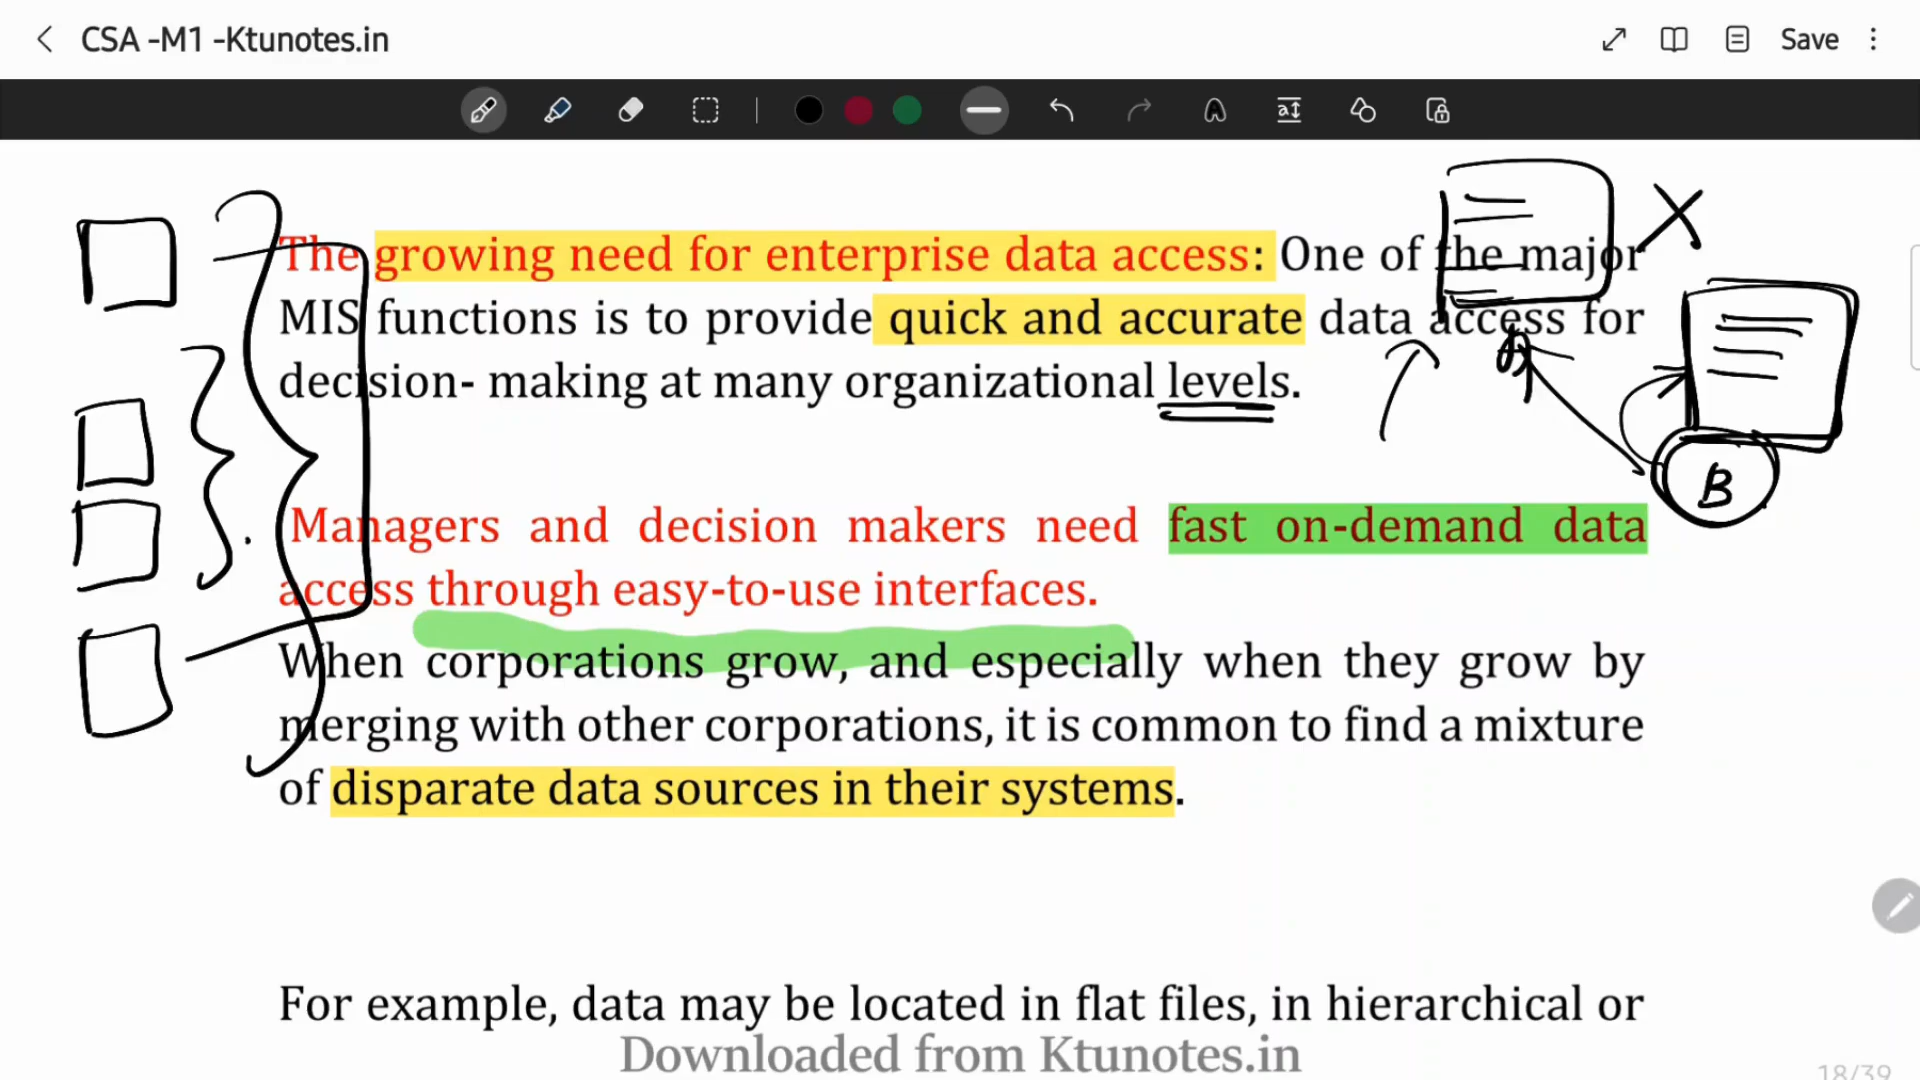 CSA -M1 -Ktunotes.in
Save
The growing need for enterprise data access: One of the major
MIS functions is to provide quick and accurate data access for
decision- making at many organizational levels.
B
Managers and decision makers need fast on-demand data
access through easy-to-use interfaces.
When corporations grow, and especially when they grow by
merging with other corporations, it is common to find a mixture
of disparate data sources in their systems.
For example, data may be located in flat files, in hierarchical or
Downloaded from Ktunotes.in
18/39